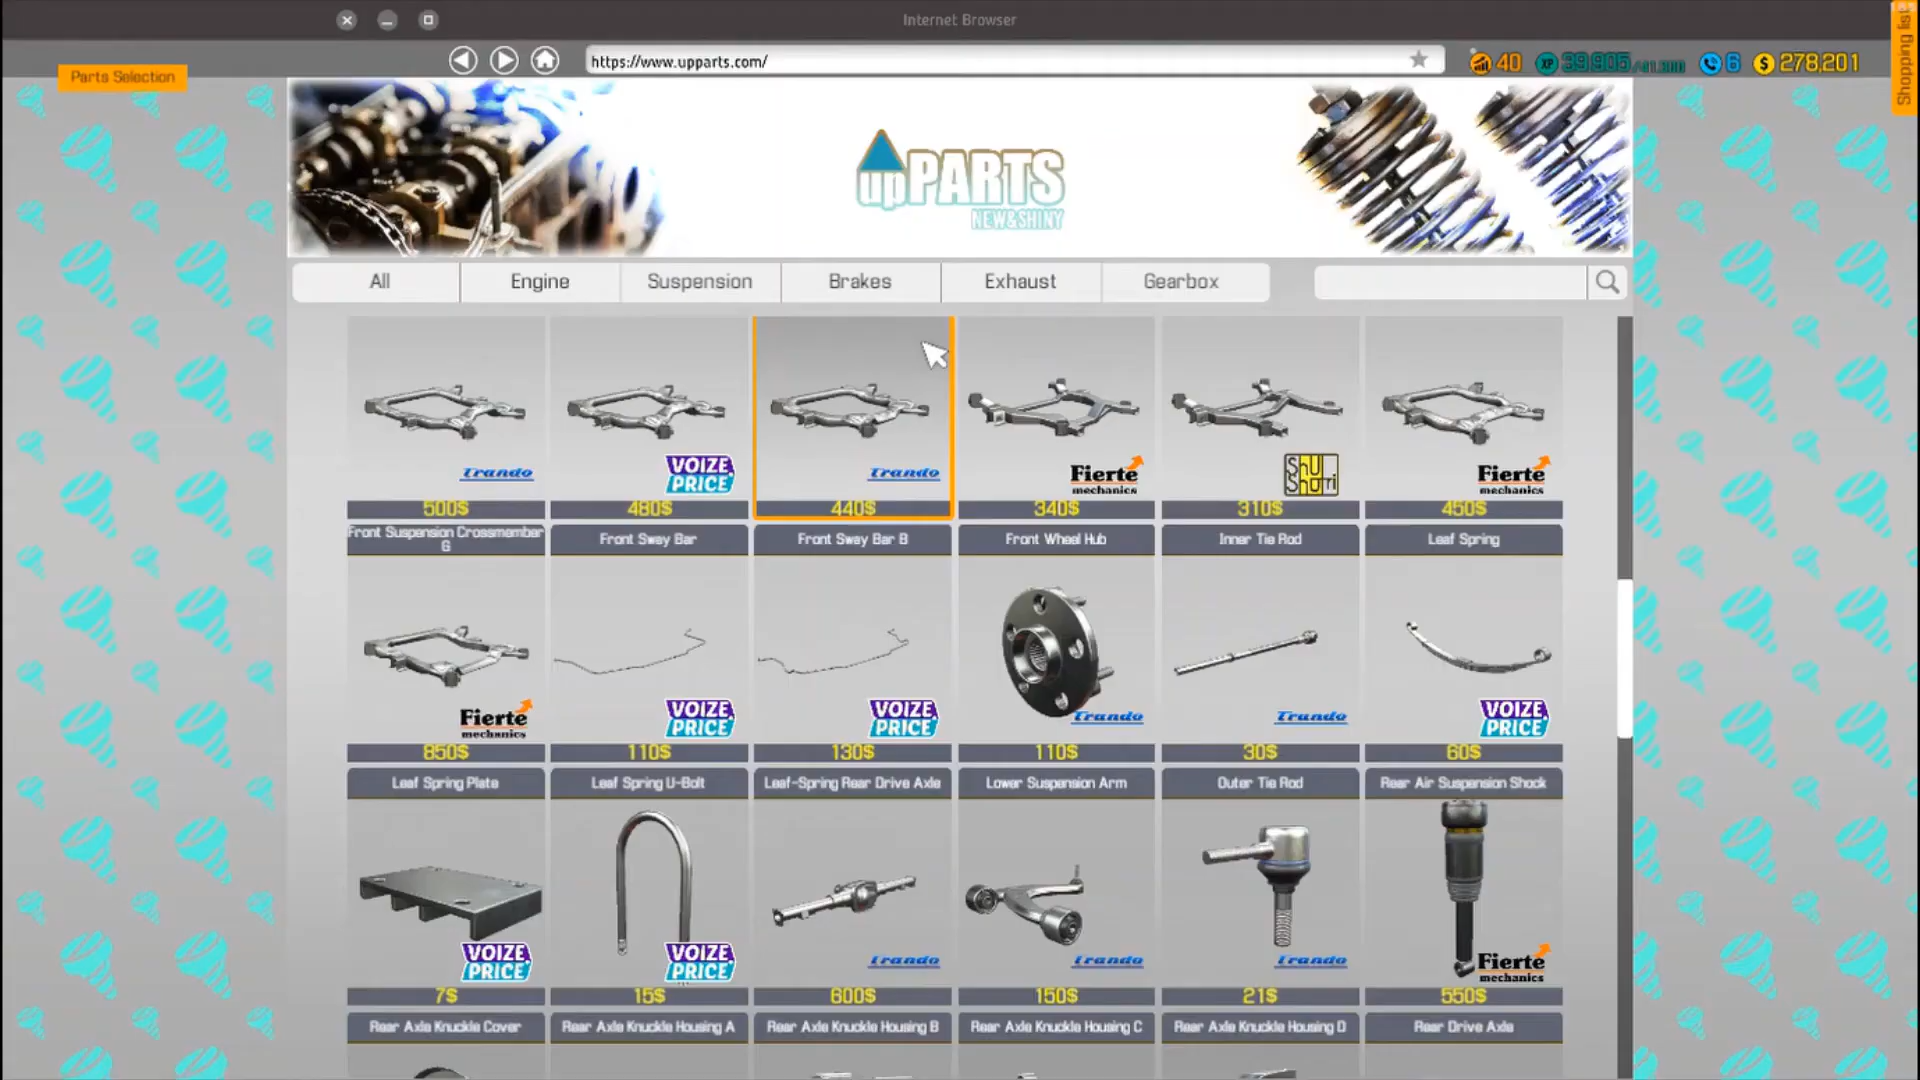 Internet Browser
Shopping list
Parts Selection
https://www.upparts.com/
40
XP 39,905
6
$ 278,201
upPARTS
NEW&SHINY
All
Engine
Suspension
Brakes
Exhaust
Gearbox
Trando
VOIZE PRICE
Trando
Fierte mechanics
Shu Shu rri
Fierte mechanics
500$
480$
440$
340$
310$
450$
Front Suspension Crossmember G
Front Sway Bar
Front Sway Bar B
Front Wheel Hub
Inner Tie Rod
Leaf Spring
Fierte mechanics
VOIZE PRICE
VOIZE PRICE
Trando
Trando
VOIZE PRICE
850$
110$
130$
110$
30$
60$
Leaf Spring Plate
Leaf Spring U-Bolt
Leaf-Spring Rear Drive Axle
Lower Suspension Arm
Outer Tie Rod
Rear Air Suspension Shock
VOIZE PRICE
VOIZE PRICE
Trando
Trando
Trando
Fierte mechanics
7$
15$
600$
150$
21$
550$
Rear Axle Knuckle Cover
Rear Axle Knuckle Housing A
Rear Axle Knuckle Housing B
Rear Axle Knuckle Housing C
Rear Axle Knuckle Housing D
Rear Drive Axle